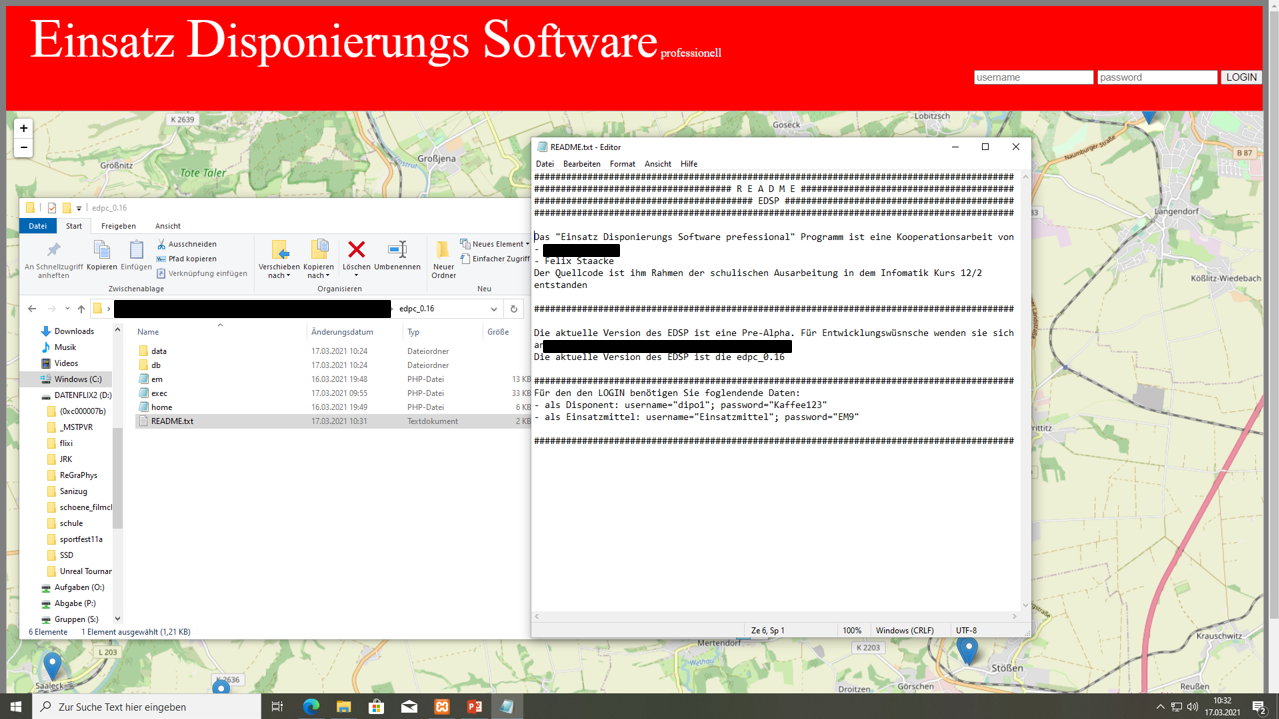 Einsatz Disponierungs Software professionell
username password LOGIN
+
−
K 2639
Goseck
Lobitzsch
Naumburger Straße
B 87
Großnitz
Großjena
Tote Taler
Langendorf
Kößlitz-Wiedebach
edpc_0.16
Datei Start Freigeben Ansicht
An Schnellzugriff anheften
Kopieren
Einfügen
Ausschneiden
Pfad kopieren
Verknüpfung einfügen
Zwischenablage
Verschieben nach
Kopieren nach
Löschen
Umbenennen
Organisieren
Neuer Ordner
Neues Element
Einfacher Zugriff
Neu
edpc_0.16
Downloads
Musik
Videos
Windows (C:)
DATENFLIX2 (D:)
(0xc000007b)
_MSTPVR
flixi
JRK
ReGraPhys
Sanizug
schoene_filmcl
schule
sportfest11a
SSD
Unreal Tournar
Aufgaben (O:)
Abgabe (P:)
Gruppen (S:)
Name Änderungsdatum Typ Größe
data 17.03.2021 10:24 Dateiordner
db 17.03.2021 10:24 Dateiordner
em 16.03.2021 19:48 PHP-Datei 13 KB
exec 17.03.2021 09:55 PHP-Datei 33 KB
home 16.03.2021 19:49 PHP-Datei 6 KB
README.txt 17.03.2021 10:31 Textdokument 2 KB
6 Elemente 1 Element ausgewählt (1,21 KB)
README.txt - Editor
Datei Bearbeiten Format Ansicht Hilfe
###########################################################################################
##################################### R E A D M E #########################################
######################################### EDSP ############################################
###########################################################################################
Das "Einsatz Disponierungs Software prefessional" Programm ist eine Kooperationsarbeit von
-
- Felix Staacke
Der Quellcode ist ihm Rahmen der schulischen Ausarbeitung in dem Infomatik Kurs 12/2
entstanden
###########################################################################################
Die aktuelle Version des EDSP ist eine Pre-Alpha. Für Entwicklungswüsnsche wenden sie sich
an
Die aktuelle Version des EDSP ist die edpc_0.16
###########################################################################################
Für den den LOGIN benötigen Sie foglendende Daten:
- als Disponent: username="dipo1"; password="Kaffee123"
- als Einsatzmittel: username="Einsatzmittel"; password="EM9"
###########################################################################################
Ze 6, Sp 1 100% Windows (CRLF) UTF-8
L 203
Saaleck
K 2636
Mertendorf
K 2203
Stößen
Droitzen
Görschen
Krauschwitz
Reußen
Zur Suche Text hier eingeben
10:32
17.03.2021
2